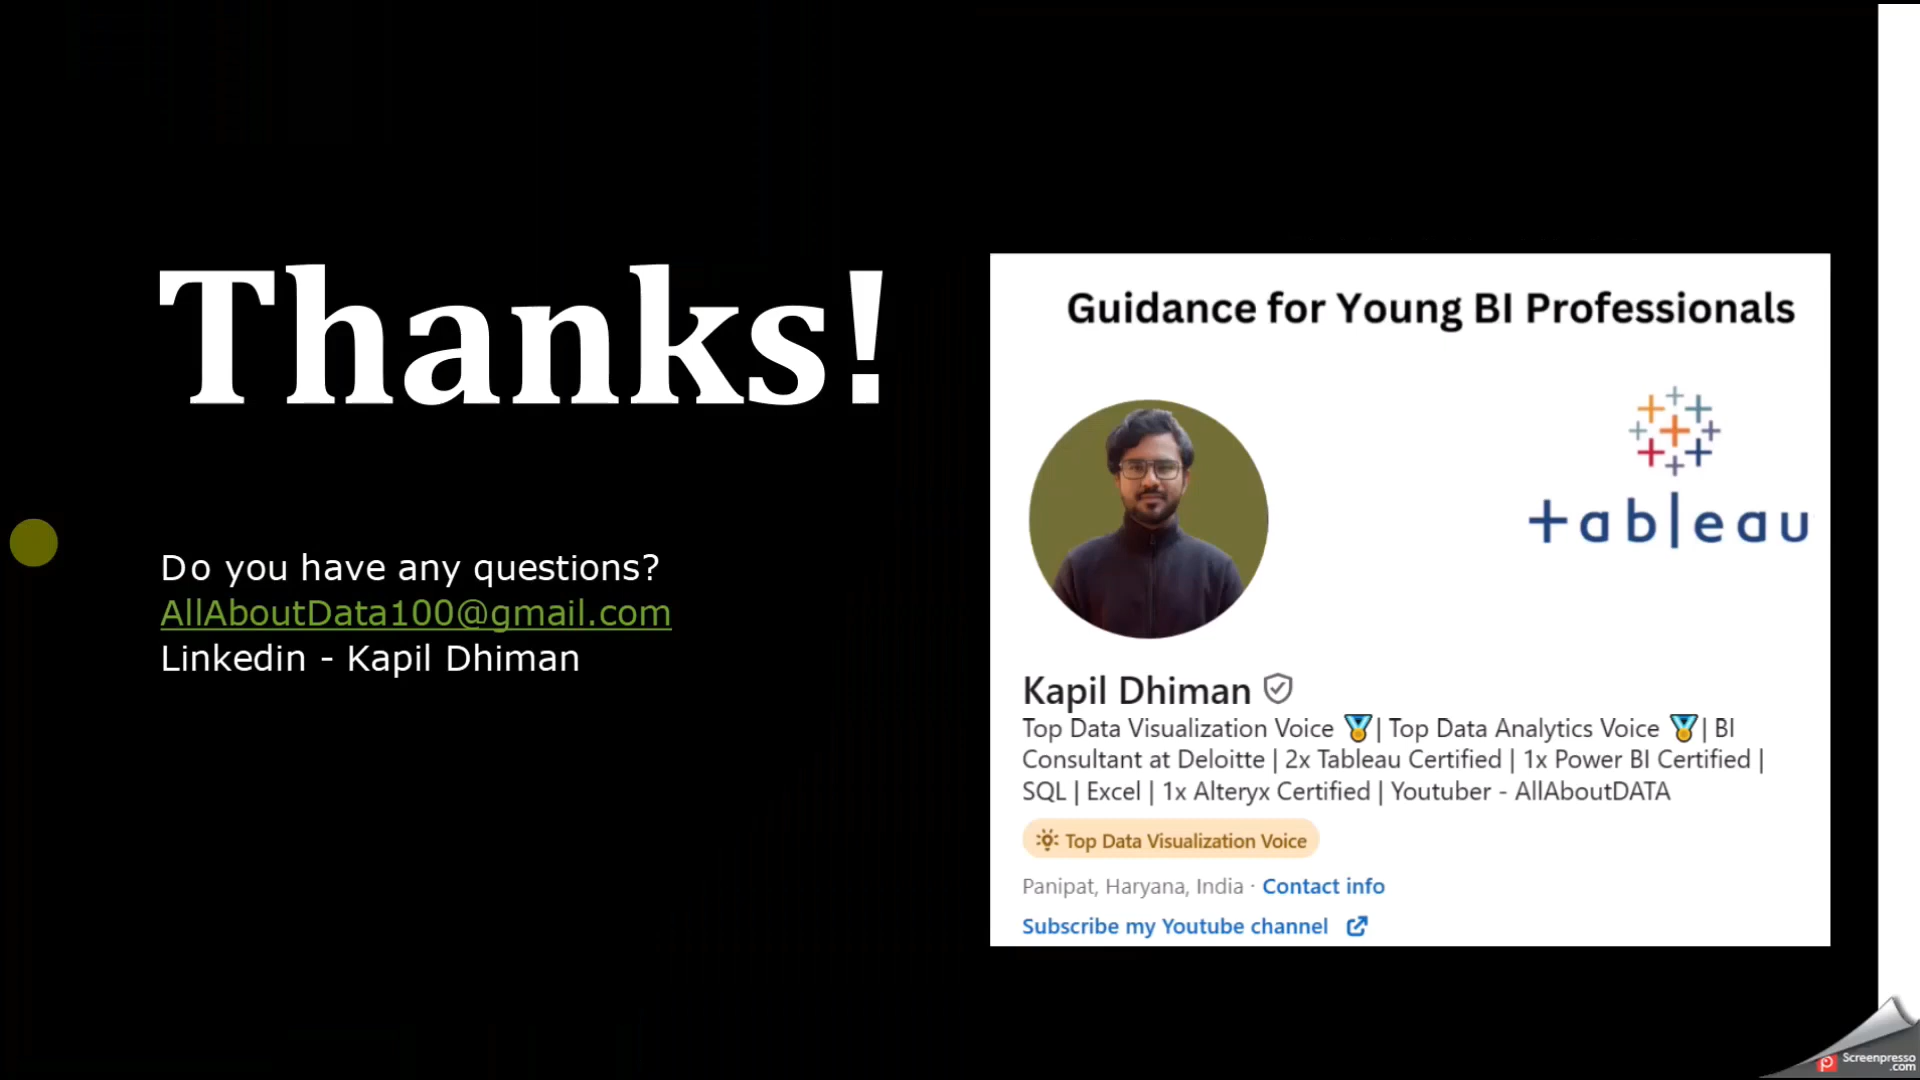 Thanks!
Do you have any questions?
AllAboutData100@gmail.com
Linkedin - Kapil Dhiman
Guidance for Young BI Professionals
+ableau
Kapil Dhiman
Top Data Visualization Voice 🏅| Top Data Analytics Voice 🏅| BI
Consultant at Deloitte | 2x Tableau Certified | 1x Power BI Certified |
SQL | Excel | 1x Alteryx Certified | Youtuber - AllAboutDATA
Top Data Visualization Voice
Panipat, Haryana, India · Contact info
Subscribe my Youtube channel
Screenpresso
.com